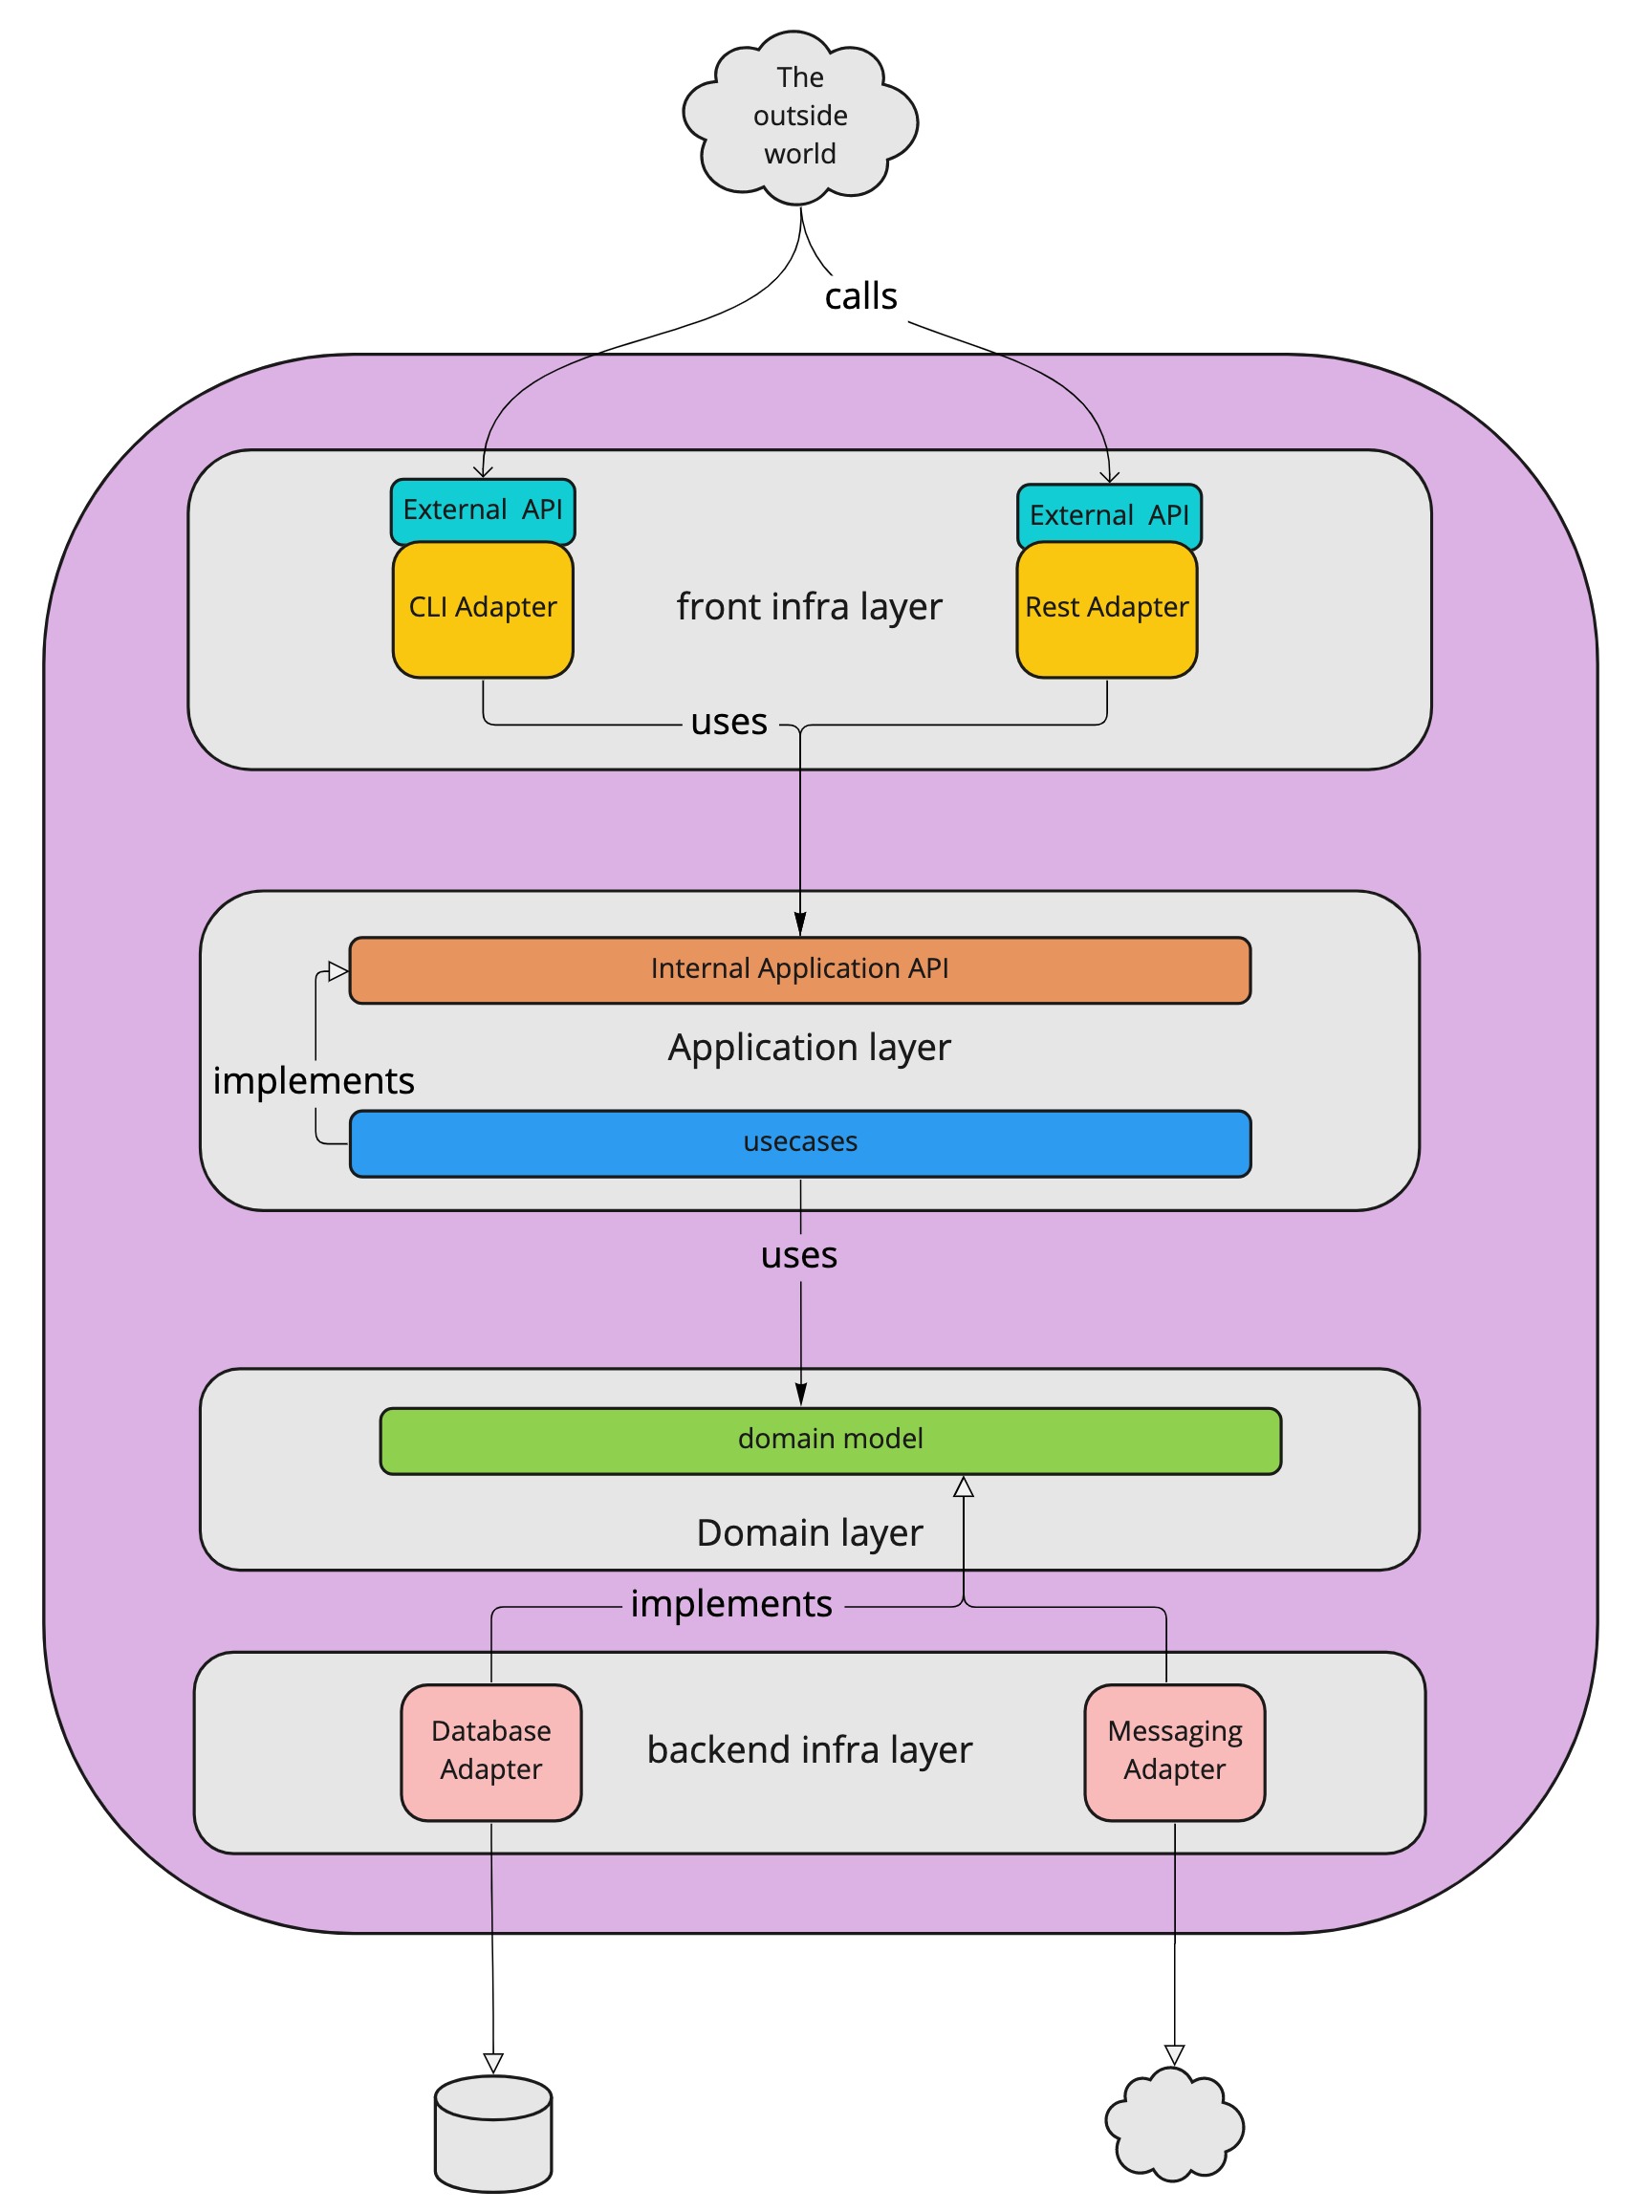 The
outside
world
calls
External  API
External  API
CLI Adapter
front infra layer
Rest Adapter
uses
Internal Application API
Application layer
implements
usecases
uses
domain model
Domain layer
implements
Database
Adapter
backend infra layer
Messaging
Adapter